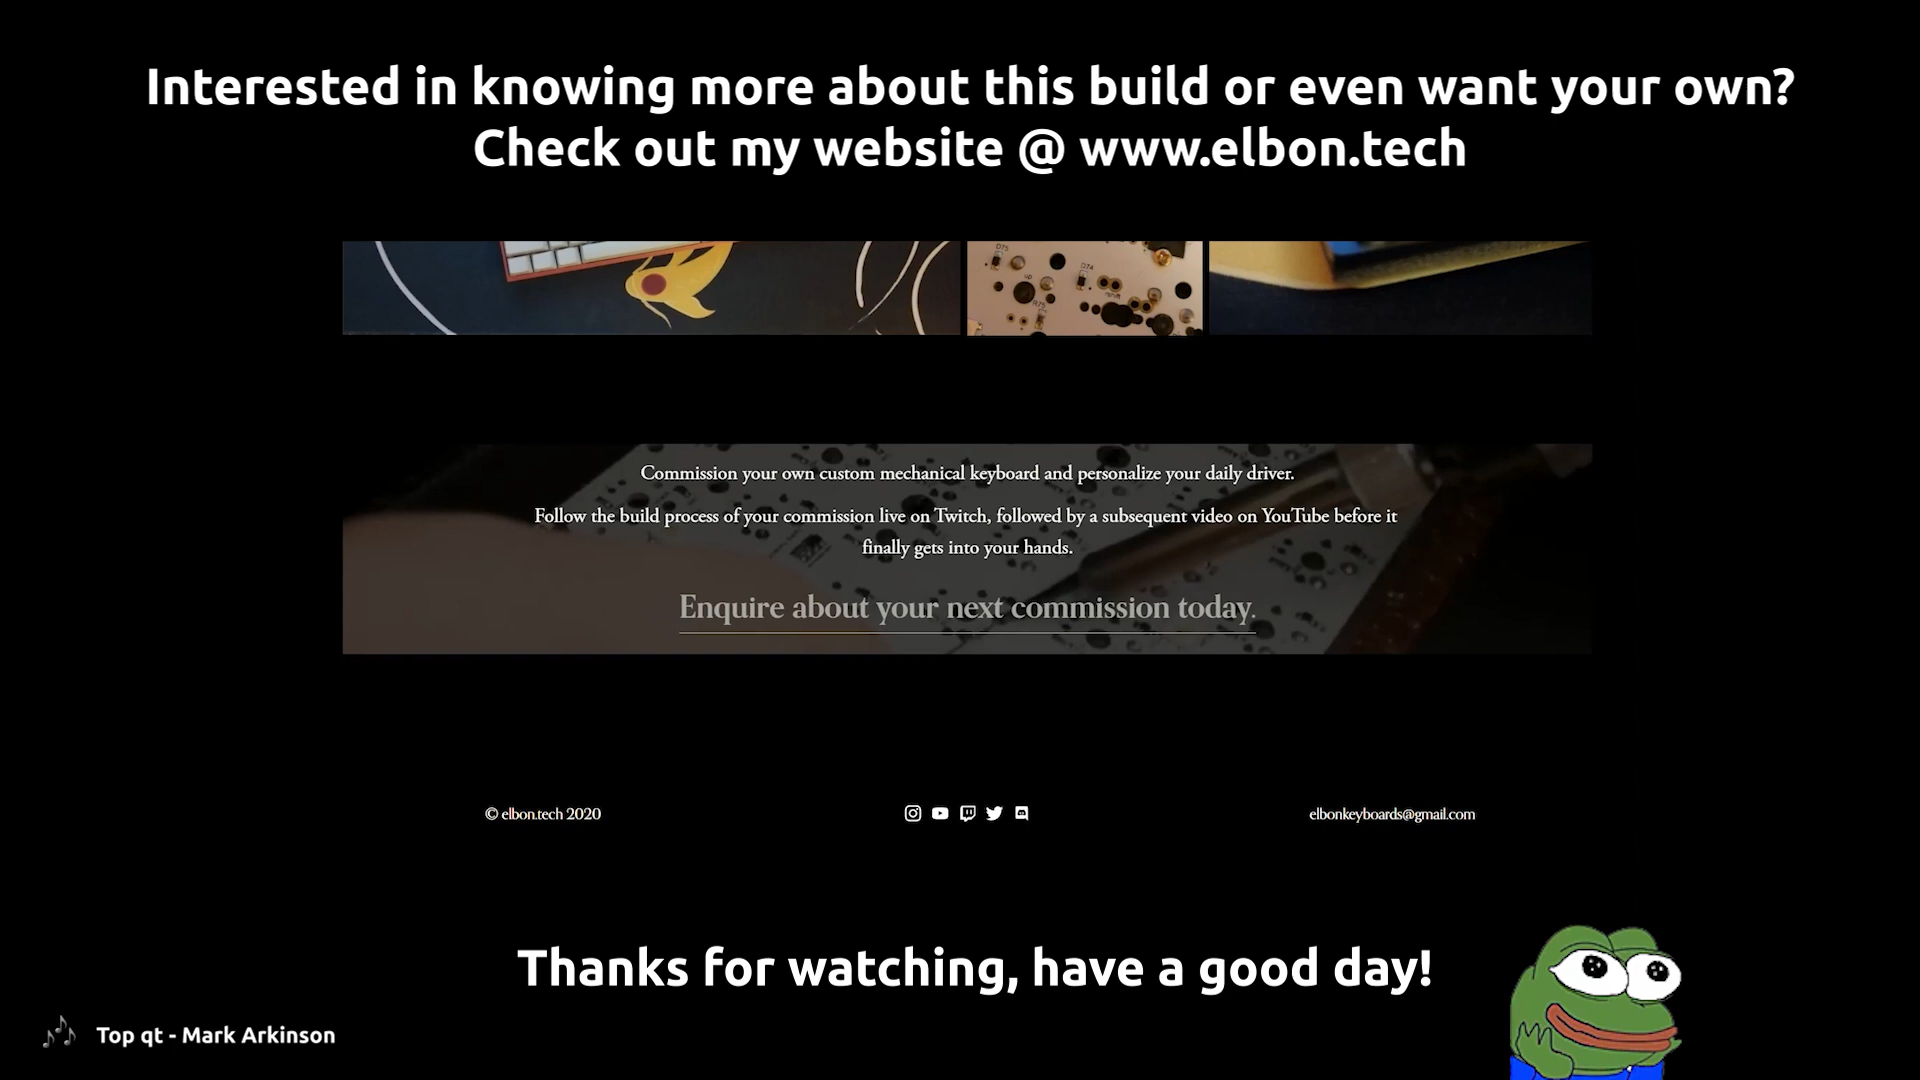 Interested in knowing more about this build or even want your own?
Check out my website @ www.elbon.tech
D75
D74
Commission your own custom mechanical keyboard and personalize your daily driver.
Follow the build process of your commission live on Twitch, followed by a subsequent video on YouTube before it
finally gets into your hands.
Enquire about your next commission today.
© elbon.tech 2020
elbonkeyboards@gmail.com
Thanks for watching, have a good day!
Top qt - Mark Arkinson